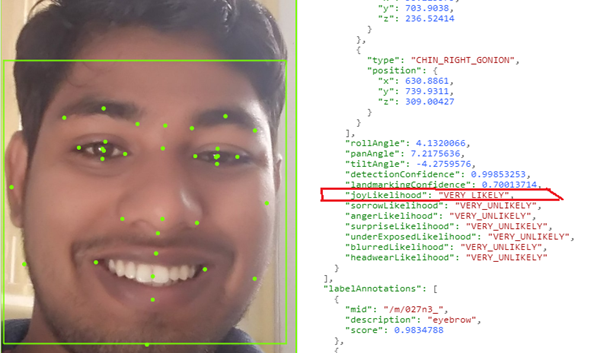 "y": 703.9038,
"z": 236.52414
}
},
{
"type": "CHIN_RIGHT_GONION",
"position": {
"x": 630.8861,
"y": 739.9311,
"z": 309.00427
}
}
],
"rollAngle": 4.1320066,
"panAngle": 7.2175636,
"tiltAngle": -4.2759576,
"detectionConfidence": 0.99853253,
"landmarkingConfidence": 0.70013714,
"joyLikelihood": "VERY_LIKELY",
"sorrowLikelihood": "VERY_UNLIKELY",
"angerLikelihood": "VERY_UNLIKELY",
"surpriseLikelihood": "VERY_UNLIKELY",
"underExposedLikelihood": "VERY_UNLIKELY",
"blurredLikelihood": "VERY_UNLIKELY",
"headwearLikelihood": "VERY_UNLIKELY"
}
],
"labelAnnotations": [
{
"mid": "/m/027n3_",
"description": "eyebrow",
"score": 0.9834788
},
{